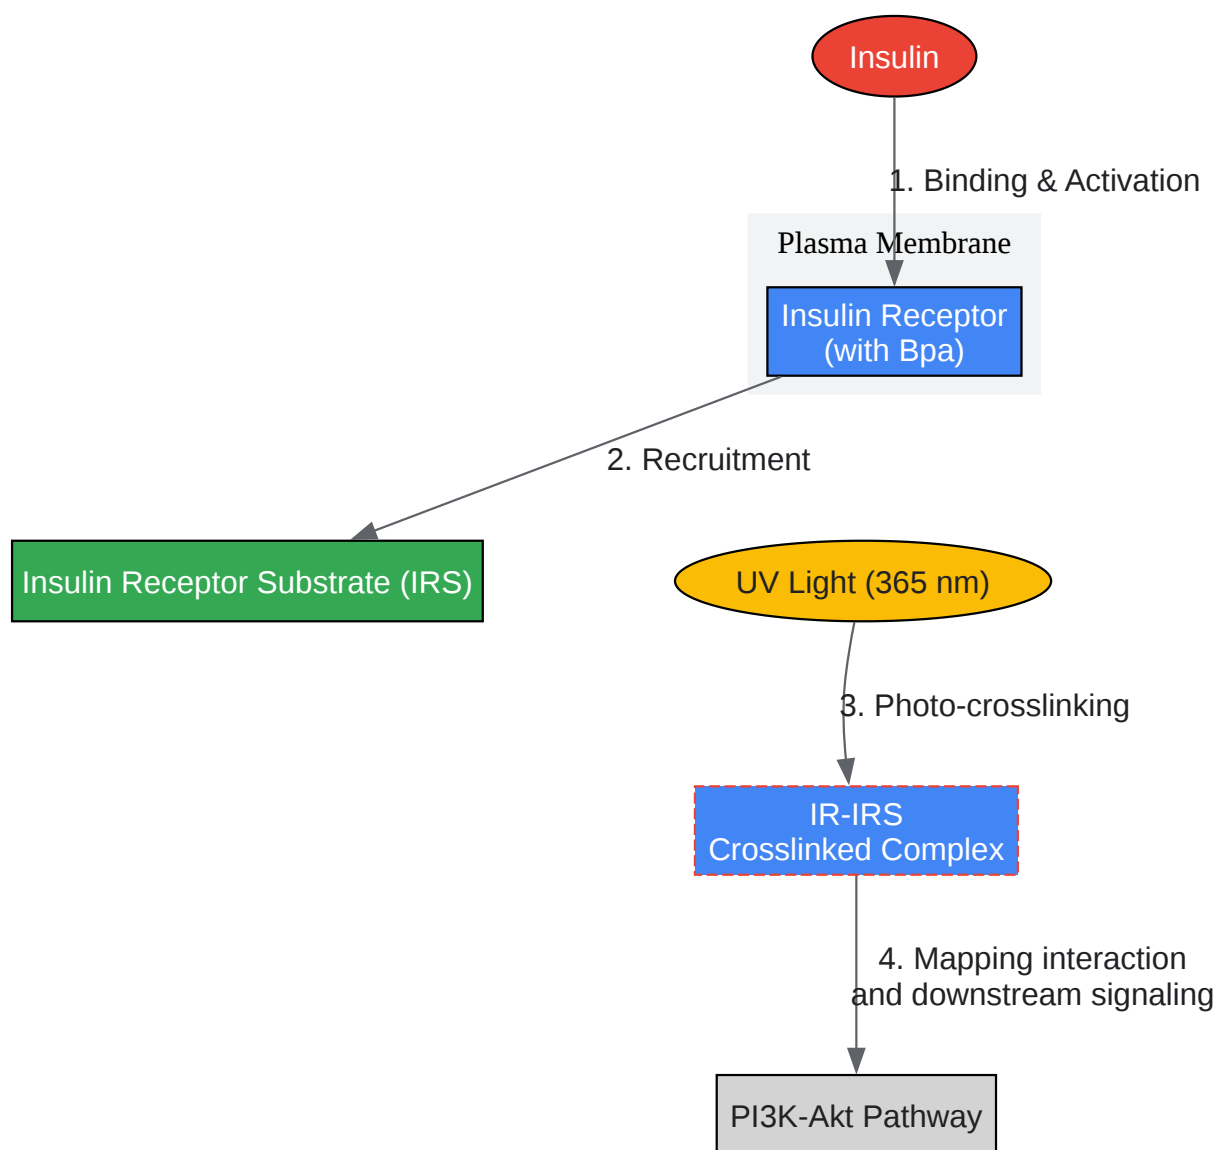 Insulin
1. Binding & Activation
Plasma Membrane
Insulin Receptor
(with Bpa)
2. Recruitment
Insulin Receptor Substrate (IRS)
UV Light (365 nm)
3. Photo-crosslinking
IR-IRS
Crosslinked Complex
4. Mapping interaction
and downstream signaling
PI3K-Akt Pathway